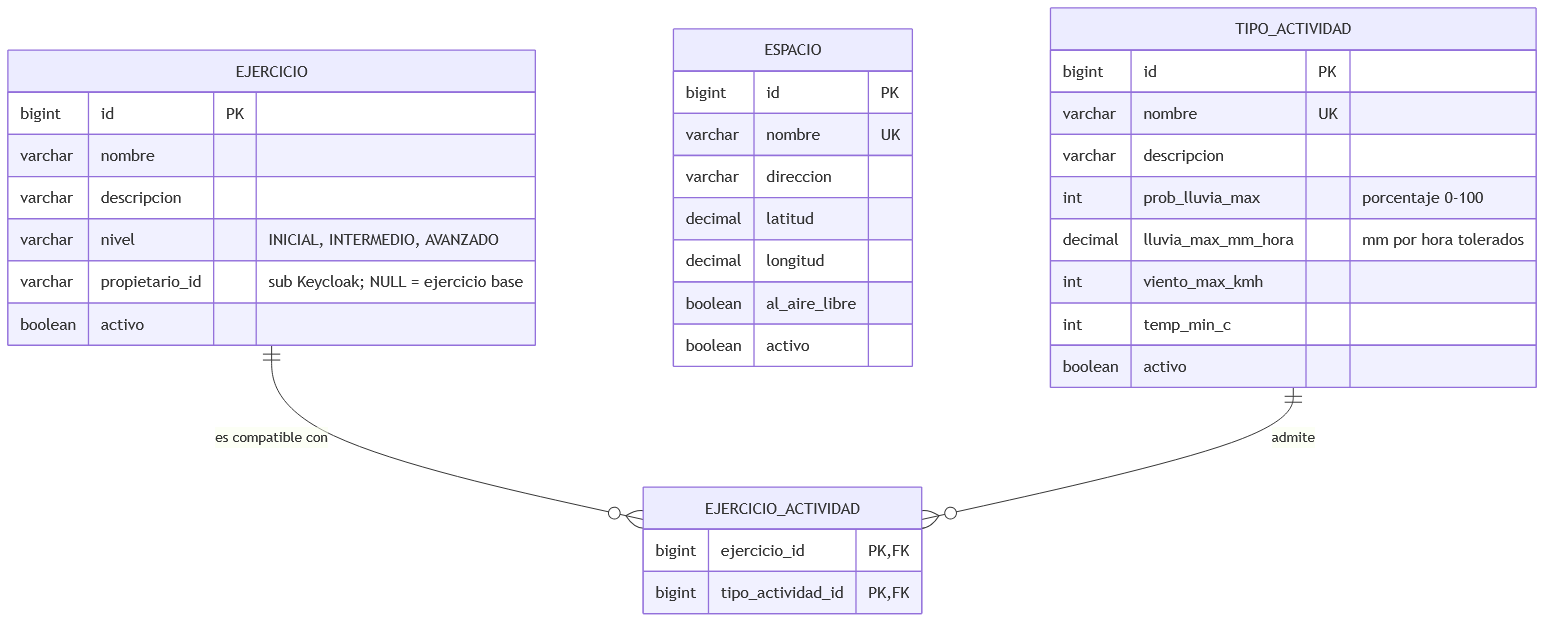 EJERCICIO
bigint id PK
varchar nombre
varchar descripcion
varchar nivel INICIAL, INTERMEDIO, AVANZADO
varchar propietario_id sub Keycloak; NULL = ejercicio base
boolean activo
ESPACIO
bigint id PK
varchar nombre UK
varchar direccion
decimal latitud
decimal longitud
boolean al_aire_libre
boolean activo
TIPO_ACTIVIDAD
bigint id PK
varchar nombre UK
varchar descripcion
int prob_lluvia_max porcentaje 0-100
decimal lluvia_max_mm_hora mm por hora tolerados
int viento_max_kmh
int temp_min_c
boolean activo
es compatible con
admite
EJERCICIO_ACTIVIDAD
bigint ejercicio_id PK,FK
bigint tipo_actividad_id PK,FK